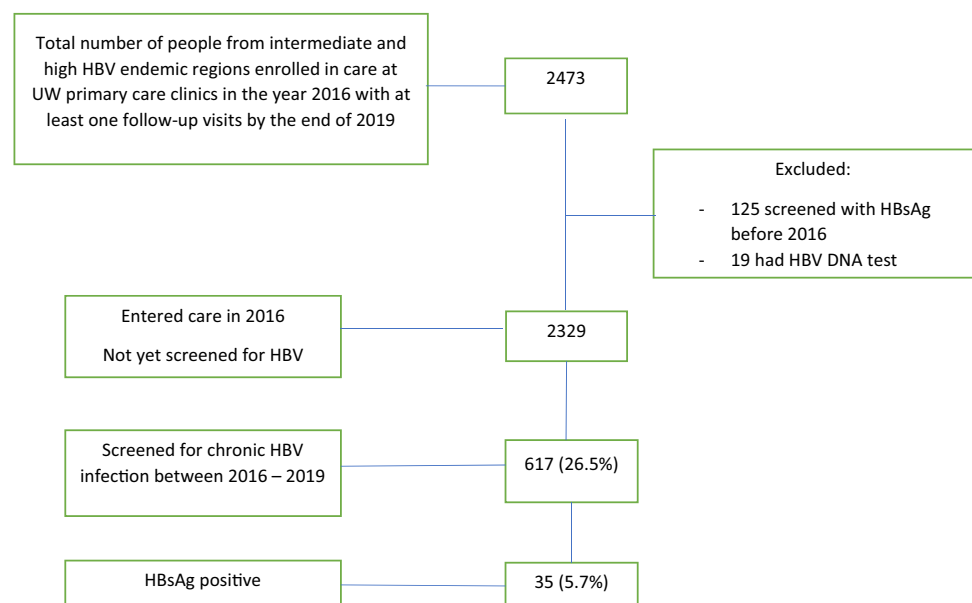 Total number of people from intermediate and
high HBV endemic regions enrolled in care at
UW primary care clinics in the year 2016 with at
least one follow-up visits by the end of 2019
2473
Excluded:
- 125 screened with HBsAg
before 2016
- 19 had HBV DNA test
Entered care in 2016
Not yet screened for HBV
2329
Screened for chronic HBV
infection between 2016 – 2019
617 (26.5%)
HBsAg positive
35 (5.7%)